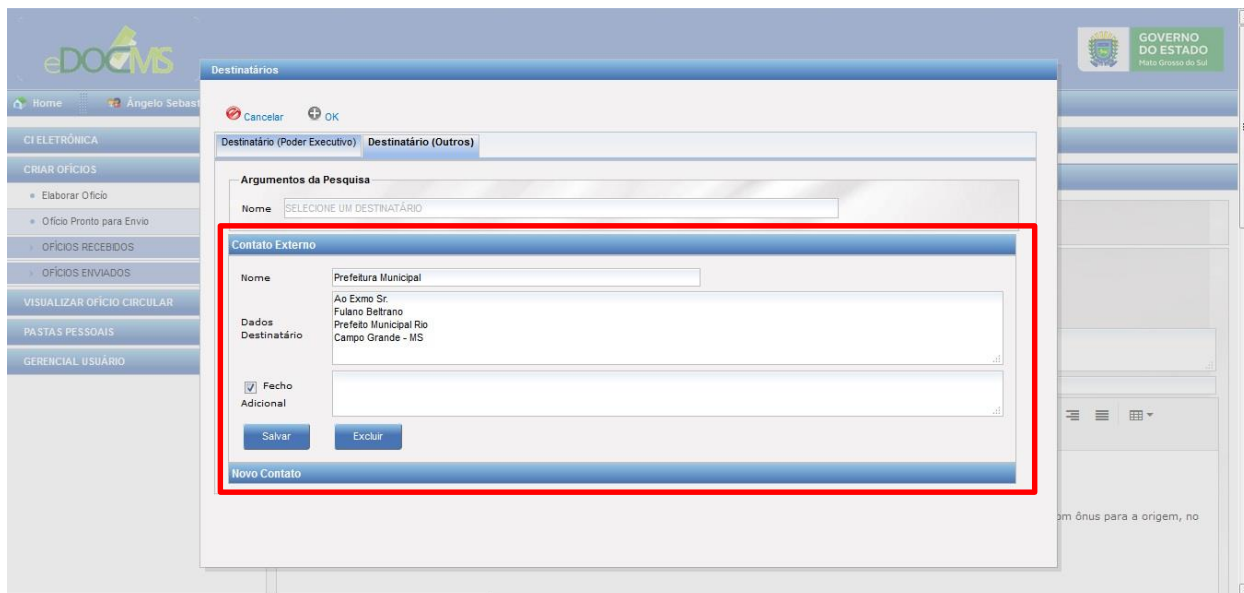 eDOCMS
GOVERNO
DO ESTADO
Mato Grosso do Sul
Home
Ângelo Sebast
CI ELETRÔNICA
CRIAR OFÍCIOS
Elaborar Ofício
Ofício Pronto para Envio
OFÍCIOS RECEBIDOS
OFÍCIOS ENVIADOS
VISUALIZAR OFÍCIO CIRCULAR
PASTAS PESSOAIS
GERENCIAL USUÁRIO
Destinatários
Cancelar OK
Destinatário (Poder Executivo) Destinatário (Outros)
Argumentos da Pesquisa
Nome SELECIONE UM DESTINATÁRIO
Contato Externo
Nome Prefeitura Municipal
Dados
Destinatário
Ao Exmo Sr.
Fulano Beltrano
Prefeito Municipal Rio
Campo Grande - MS
Fecho
Adicional
Salvar Excluir
Novo Contato
om ônus para a origem, no